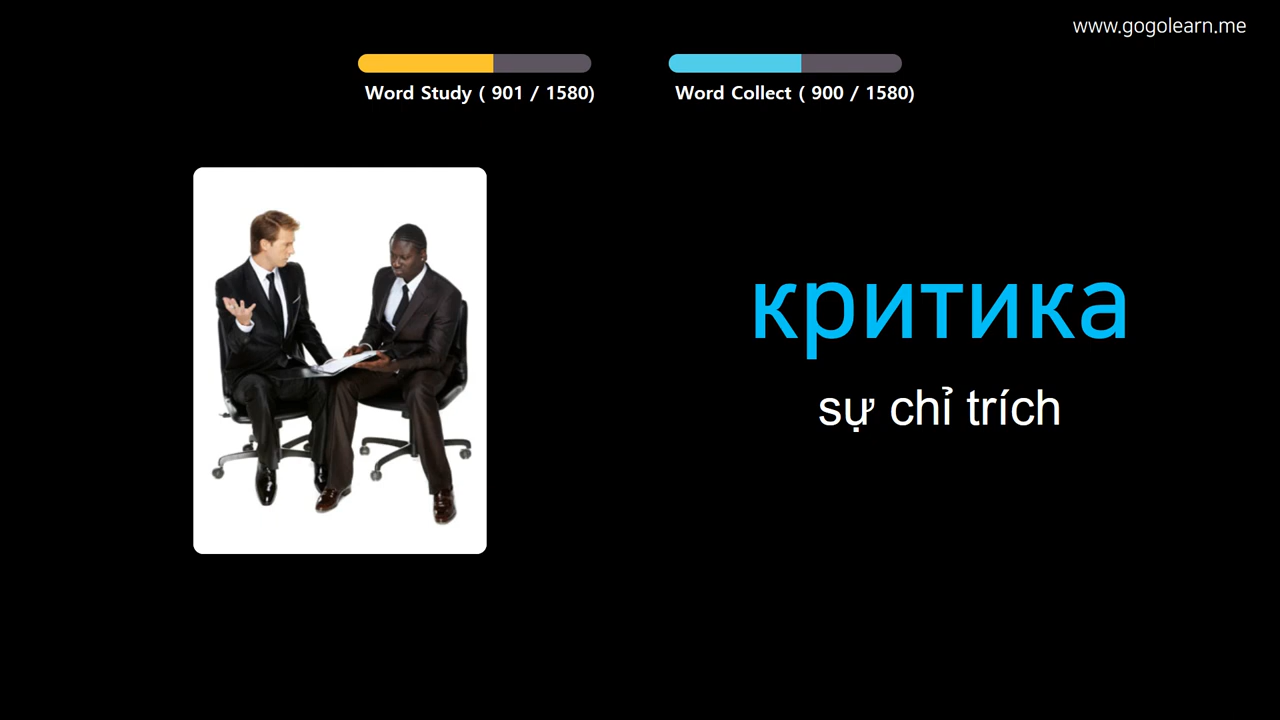 www.gogolearn.me
Word Study ( 901 / 1580)
Word Collect ( 900 / 1580)
критика
sự chỉ trích